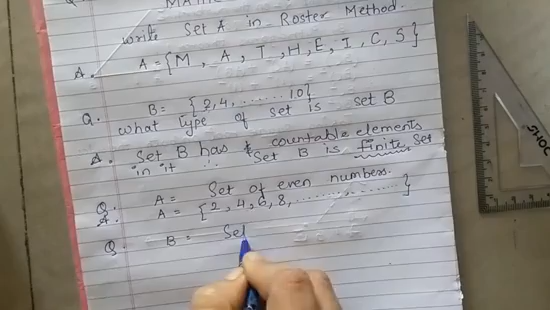 write Set A in Roster Method.
A. A = {M, A, T, H, E, I, C, S}
Q. B = {2, 4, ........ 10}
what Type of set is set B
A. Set B has countable elements
in it ∴ Set B is finite Set
Q. A = Set of even numbers.
A. A = {2, 4, 6, 8, ........, ........}
Q. B = Set